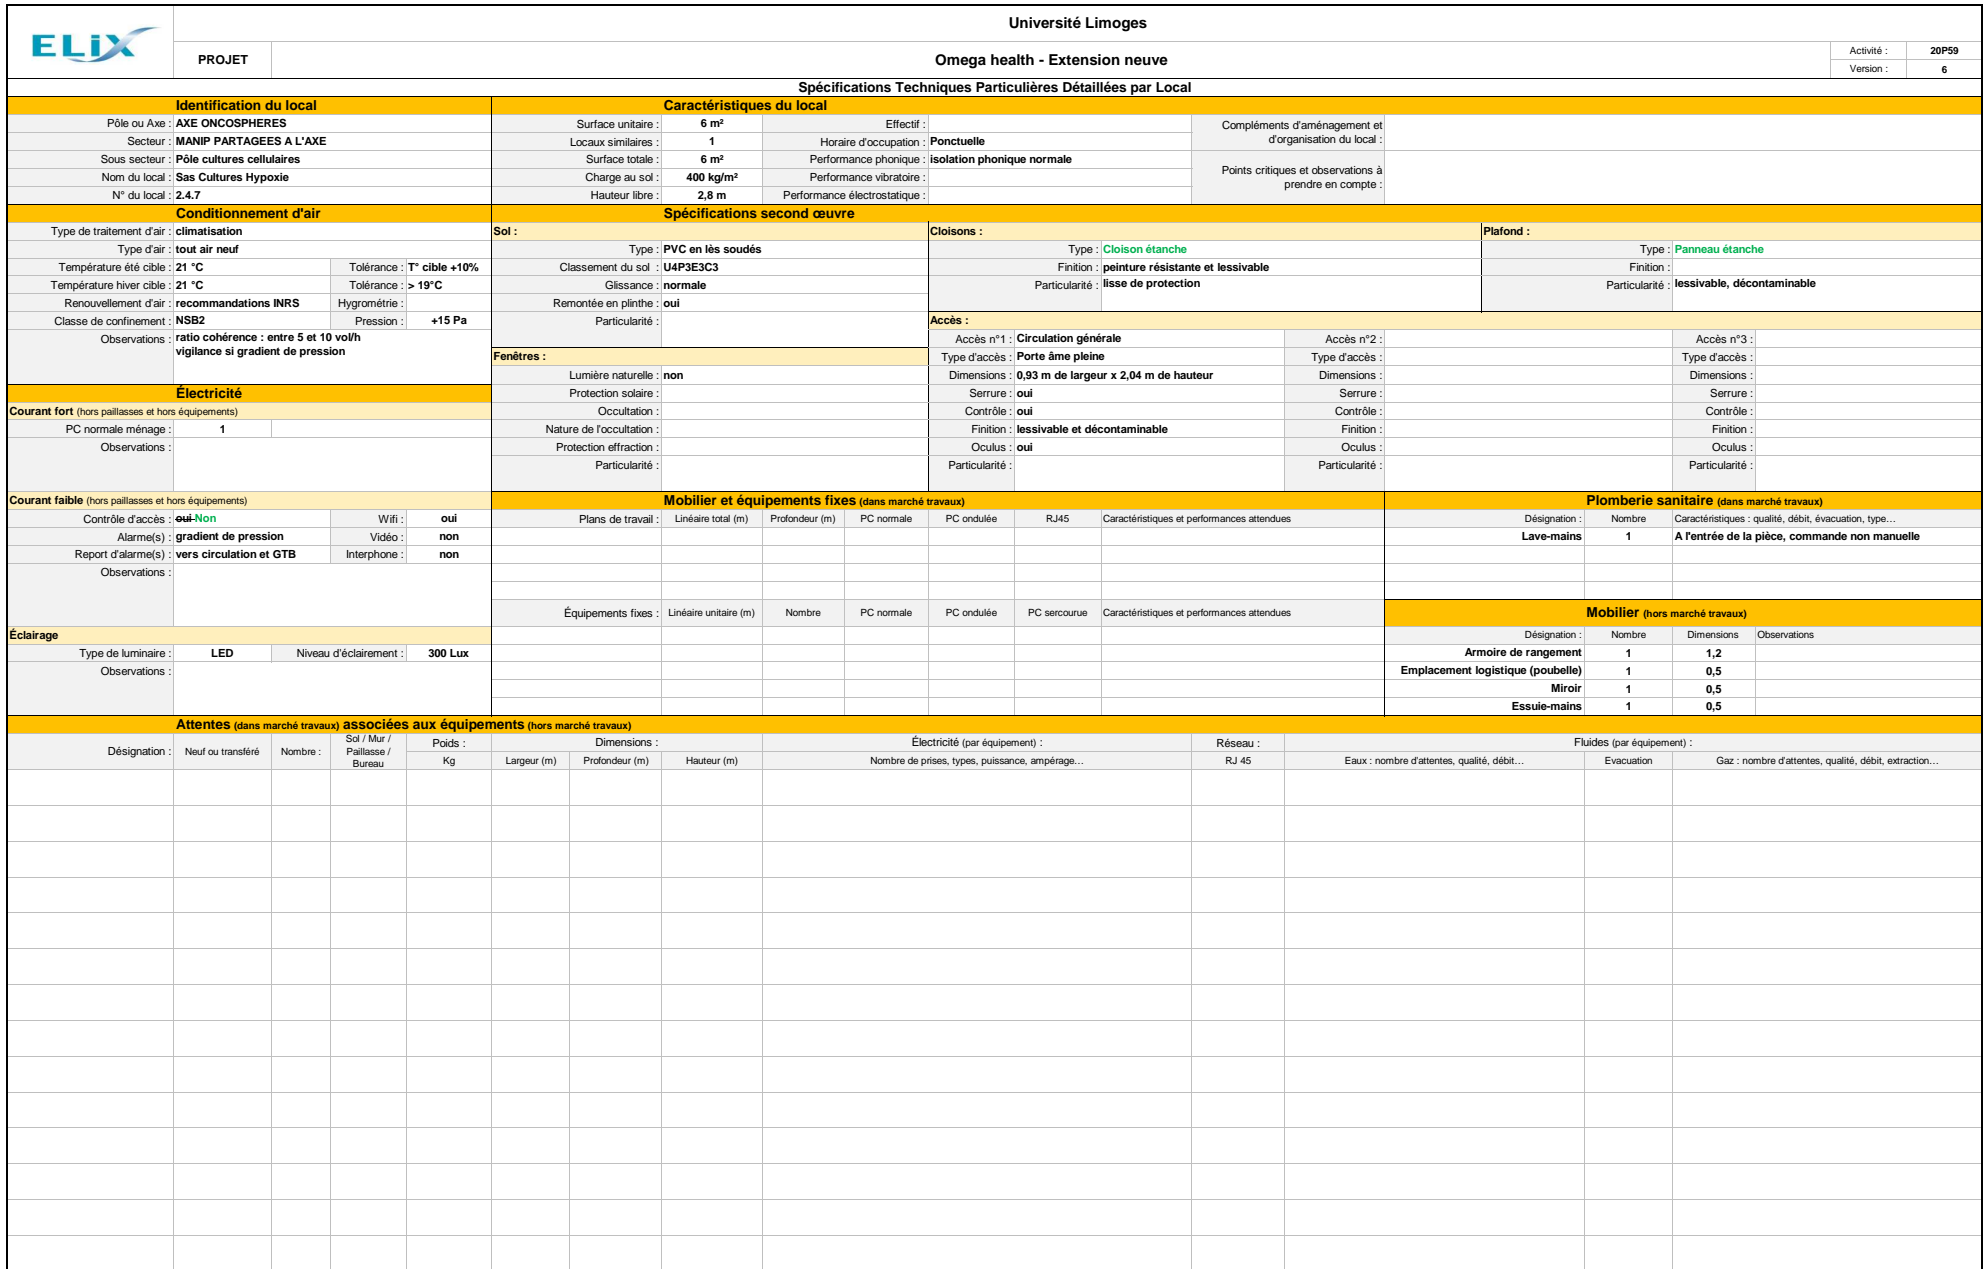 ELiX
Université Limoges
PROJET
Omega health - Extension neuve
Activité : 20P59
Version : 6
Spécifications Techniques Particulières Détaillées par Local
Identification du local
Pôle ou Axe : AXE ONCOSPHERES
Secteur : MANIP PARTAGEES A L'AXE
Sous secteur : Pôle cultures cellulaires
Nom du local : Sas Cultures Hypoxie
N° du local : 2.4.7
Caractéristiques du local
Surface unitaire : 6 m²
Locaux similaires : 1
Surface totale : 6 m²
Charge au sol : 400 kg/m²
Hauteur libre : 2,8 m
Effectif :
Horaire d'occupation : Ponctuelle
Performance phonique : isolation phonique normale
Performance vibratoire :
Performance électrostatique :
Compléments d'aménagement et
d'organisation du local :
Points critiques et observations à
prendre en compte :
Conditionnement d'air
Type de traitement d'air : climatisation
Type d'air : tout air neuf
Température été cible : 21 °C Tolérance : T° cible +10%
Température hiver cible : 21 °C Tolérance : > 19°C
Renouvellement d'air : recommandations INRS Hygrométrie :
Classe de confinement : NSB2 Pression : +15 Pa
Observations : ratio cohérence : entre 5 et 10 vol/h
vigilance si gradient de pression
Spécifications second œuvre
Sol :
Type : PVC en lès soudés
Classement du sol : U4P3E3C3
Glissance : normale
Remontée en plinthe : oui
Particularité :
Cloisons :
Type : Cloison étanche
Finition : peinture résistante et lessivable
Particularité : lisse de protection
Plafond :
Type : Panneau étanche
Finition :
Particularité : lessivable, décontaminable
Fenêtres :
Lumière naturelle : non
Protection solaire :
Occultation :
Nature de l'occultation :
Protection effraction :
Particularité :
Accès :
Accès n°1 : Circulation générale
Type d'accès : Porte âme pleine
Dimensions : 0,93 m de largeur x 2,04 m de hauteur
Serrure : oui
Contrôle : oui
Finition : lessivable et décontaminable
Oculus : oui
Particularité :
Accès n°2 :
Type d'accès :
Dimensions :
Serrure :
Contrôle :
Finition :
Oculus :
Particularité :
Accès n°3 :
Type d'accès :
Dimensions :
Serrure :
Contrôle :
Finition :
Oculus :
Particularité :
Électricité
Courant fort (hors paillasses et hors équipements)
PC normale ménage : 1
Observations :
Courant faible (hors paillasses et hors équipements)
Contrôle d'accès : oui Non Wifi : oui
Alarme(s) : gradient de pression Vidéo : non
Report d'alarme(s) : vers circulation et GTB Interphone : non
Observations :
Éclairage
Type de luminaire : LED Niveau d'éclairement : 300 Lux
Observations :
Mobilier et équipements fixes (dans marché travaux)
Plans de travail : Linéaire total (m) Profondeur (m) PC normale PC ondulée RJ45 Caractéristiques et performances attendues
Équipements fixes : Linéaire unitaire (m) Nombre PC normale PC ondulée PC sercourue Caractéristiques et performances attendues
Plomberie sanitaire (dans marché travaux)
Désignation : Nombre Caractéristiques : qualité, débit, évacuation, type…
Lave-mains 1 A l'entrée de la pièce, commande non manuelle
Mobilier (hors marché travaux)
Désignation : Nombre Dimensions Observations
Armoire de rangement 1 1,2
Emplacement logistique (poubelle) 1 0,5
Miroir 1 0,5
Essuie-mains 1 0,5
Attentes (dans marché travaux) associées aux équipements (hors marché travaux)
Désignation : Neuf ou transféré Nombre :
Sol / Mur /
Paillasse /
Bureau
Poids :
Kg
Dimensions :
Largeur (m) Profondeur (m) Hauteur (m)
Électricité (par équipement) :
Nombre de prises, types, puissance, ampérage…
Réseau :
RJ 45
Fluides (par équipement) :
Eaux : nombre d'attentes, qualité, débit… Evacuation Gaz : nombre d'attentes, qualité, débit, extraction…